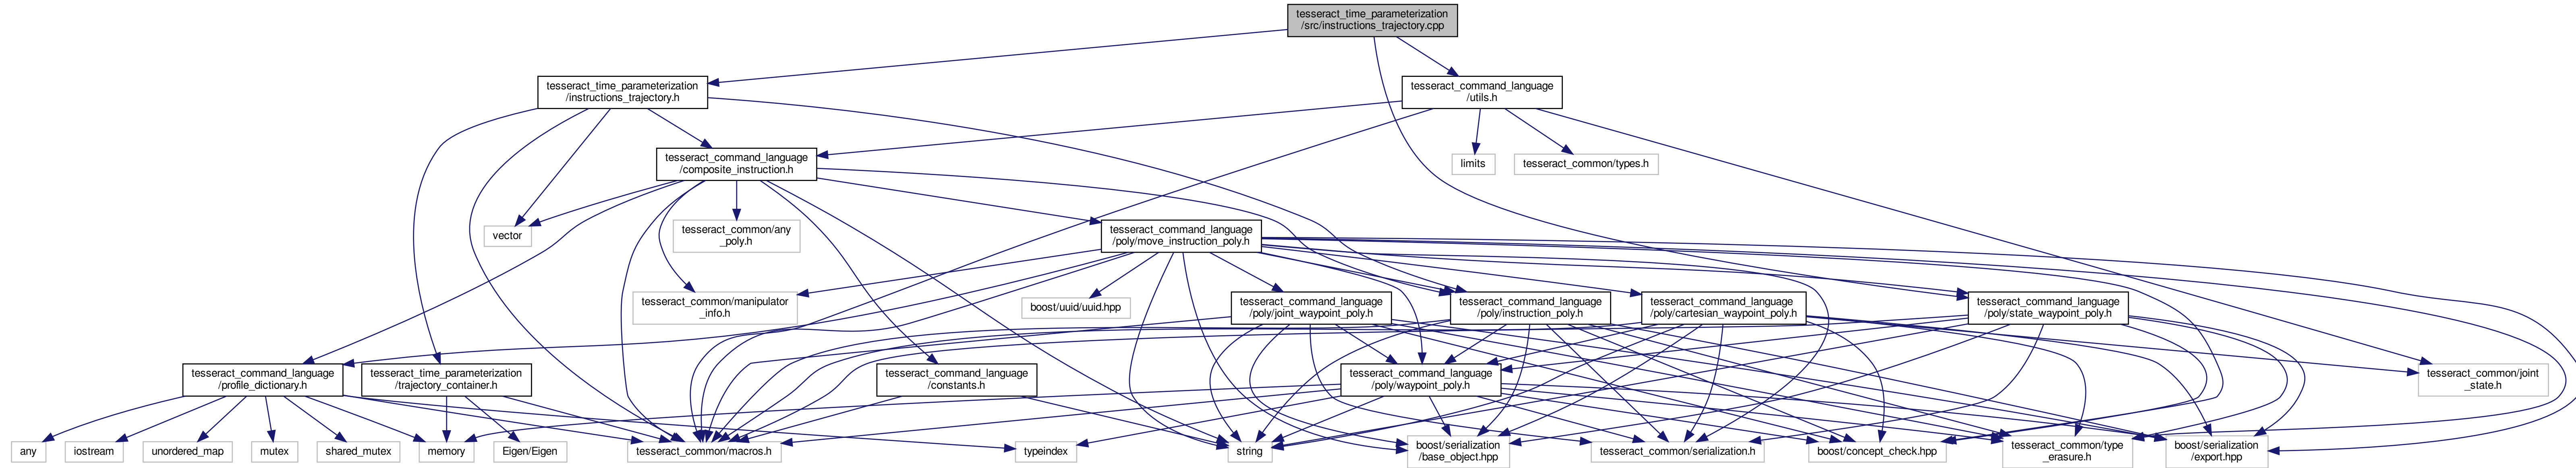 tesseract_time_parameterization
/src/instructions_trajectory.cpp
tesseract_time_parameterization
/instructions_trajectory.h
tesseract_command_language
/utils.h
tesseract_command_language
/composite_instruction.h
limits
tesseract_common/types.h
vector
tesseract_common/any
_poly.h
tesseract_command_language
/poly/move_instruction_poly.h
tesseract_common/manipulator
_info.h
boost/uuid/uuid.hpp
tesseract_command_language
/poly/joint_waypoint_poly.h
tesseract_command_language
/poly/instruction_poly.h
tesseract_command_language
/poly/cartesian_waypoint_poly.h
tesseract_command_language
/poly/state_waypoint_poly.h
tesseract_command_language
/profile_dictionary.h
tesseract_time_parameterization
/trajectory_container.h
tesseract_command_language
/constants.h
tesseract_command_language
/poly/waypoint_poly.h
tesseract_common/joint
_state.h
any
iostream
unordered_map
mutex
shared_mutex
memory
Eigen/Eigen
tesseract_common/macros.h
typeindex
string
boost/serialization
/base_object.hpp
tesseract_common/serialization.h
boost/concept_check.hpp
tesseract_common/type
_erasure.h
boost/serialization
/export.hpp